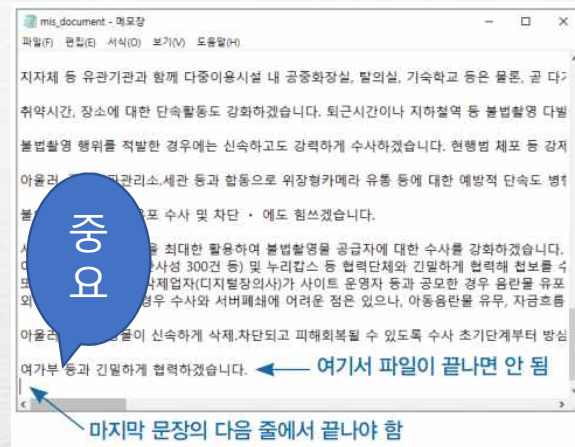 mis_document - 메모장
파일(F) 편집(E) 서식(O) 보기(V) 도움말(H)
지자체 등 유관기관과 함께 다중이용시설 내 공중화장실, 탈의실, 기숙학교 등은 물론, 곧 다가
취약시간, 장소에 대한 단속활동도 강화하겠습니다. 퇴근시간이나 지하철역 등 불법촬영 다발
불법촬영 행위를 적발한 경우에는 신속하고도 강력하게 수사하겠습니다. 현행범 체포 등 강제
아울러, 관리소.세관 등과 합동으로 위장형카메라 유통 등에 대한 예방적 단속도 병행
포 수사 및 차단 · 에도 힘쓰겠습니다.
을 최대한 활용하여 불법촬영물 공급자에 대한 수사를 강화하겠습니다.
사성 300건 등) 및 누리캅스 등 협력단체와 긴밀하게 협력해 첩보를 수
삭제업자(디지털장의사)가 사이트 운영자 등과 공모한 경우 음란물 유포
경우 수사와 서버폐쇄에 어려운 점은 있으나, 아동음란물 유무, 자금흐름
아울러 이 신속하게 삭제.차단되고 피해회복될 수 있도록 수사 초기단계부터 방심
여가부 등과 긴밀하게 협력하겠습니다. 여기서 파일이 끝나면 안 됨
중
요
마지막 문장의 다음 줄에서 끝나야 함